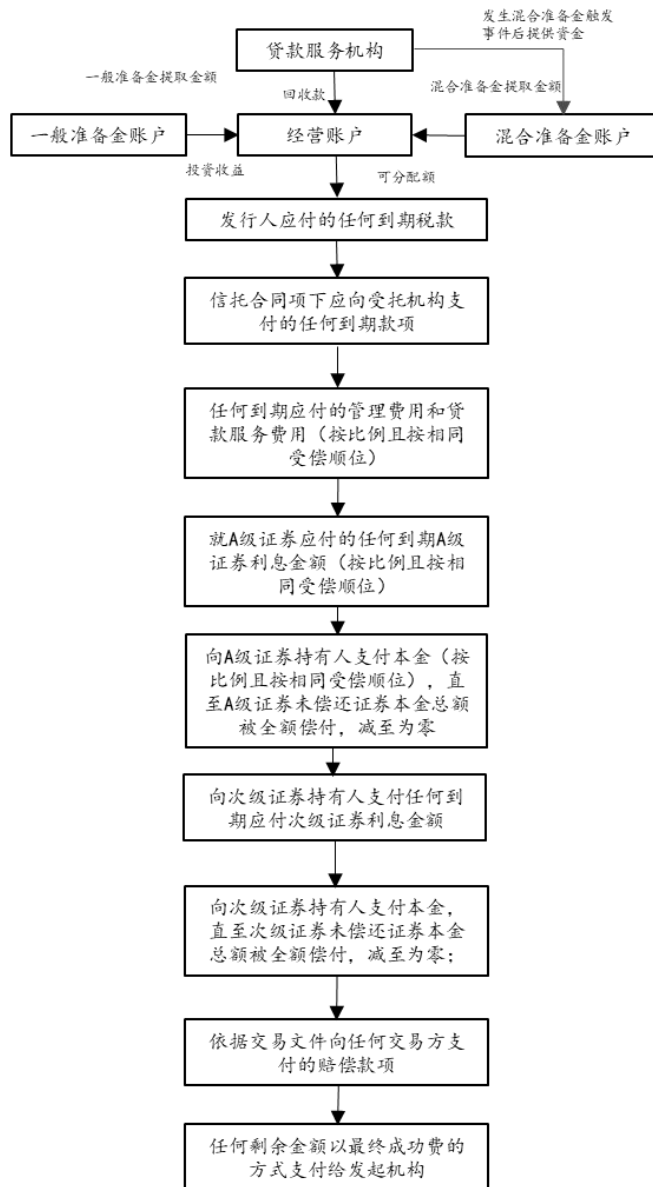 发生混合准备金触发
事件后提供资金
贷款服务机构
一般准备金提取金额
回收款
混合准备金提取金额
一般准备金账户
经营账户
混合准备金账户
投资收益
可分配额
发行人应付的任何到期税款
信托合同项下应向受托机构支
付的任何到期款项
任何到期应付的管理费用和贷
款服务费用（按比例且按相同
受偿顺位）
就A级证券应付的任何到期A级
证券利息金额（按比例且按相
同受偿顺位）
向A级证券持有人支付本金（按
比例且按相同受偿顺位），直
至A级证券未偿还证券本金总额
被全额偿付，减至为零
向次级证券持有人支付任何到
期应付次级证券利息金额
向次级证券持有人支付本金，
直至次级证券未偿还证券本金
总额被全额偿付，减至为零；
依据交易文件向任何交易方支
付的赔偿款项
任何剩余金额以最终成功费的
方式支付给发起机构